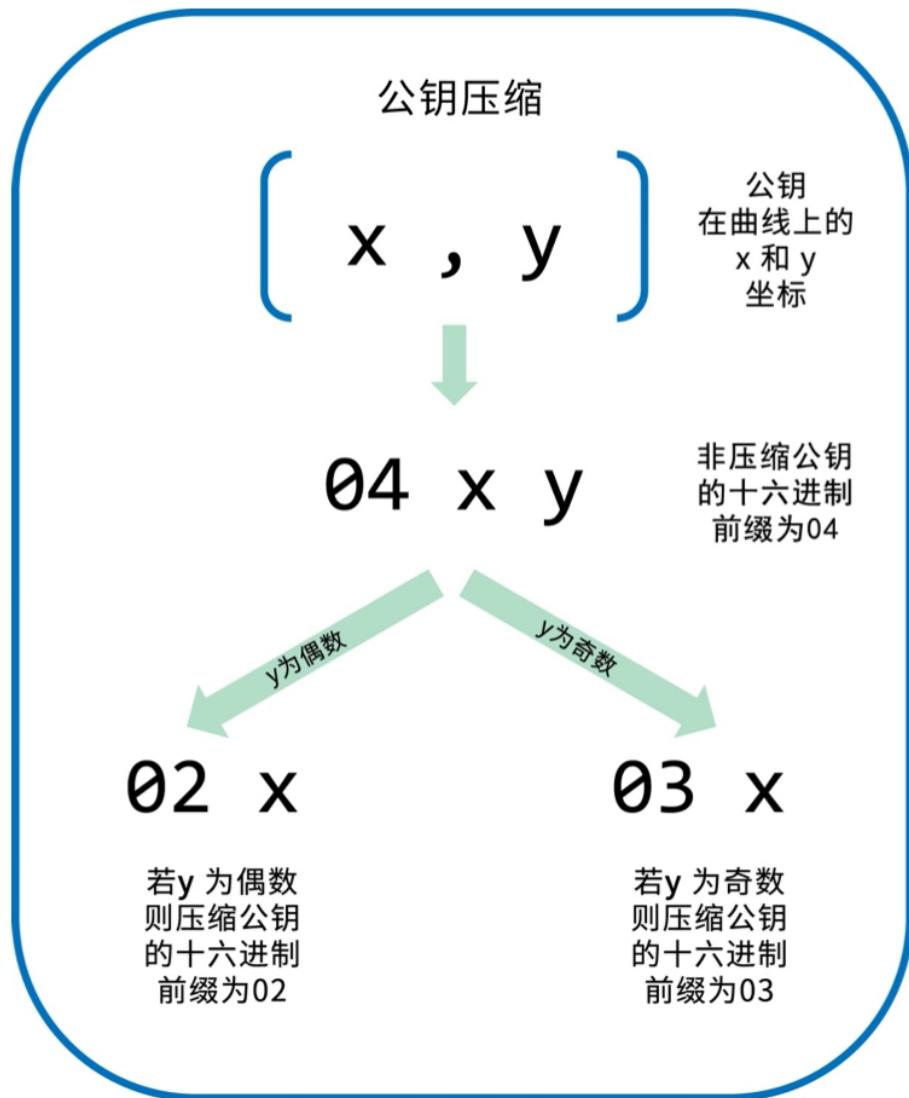 公钥压缩
x , y
公钥
在曲线上的
x 和 y
坐标
04 x y
非压缩公钥
的十六进制
前缀为04
y为偶数
y为奇数
02 x
03 x
若y 为偶数
则压缩公钥
的十六进制
前缀为02
若y 为奇数
则压缩公钥
的十六进制
前缀为03